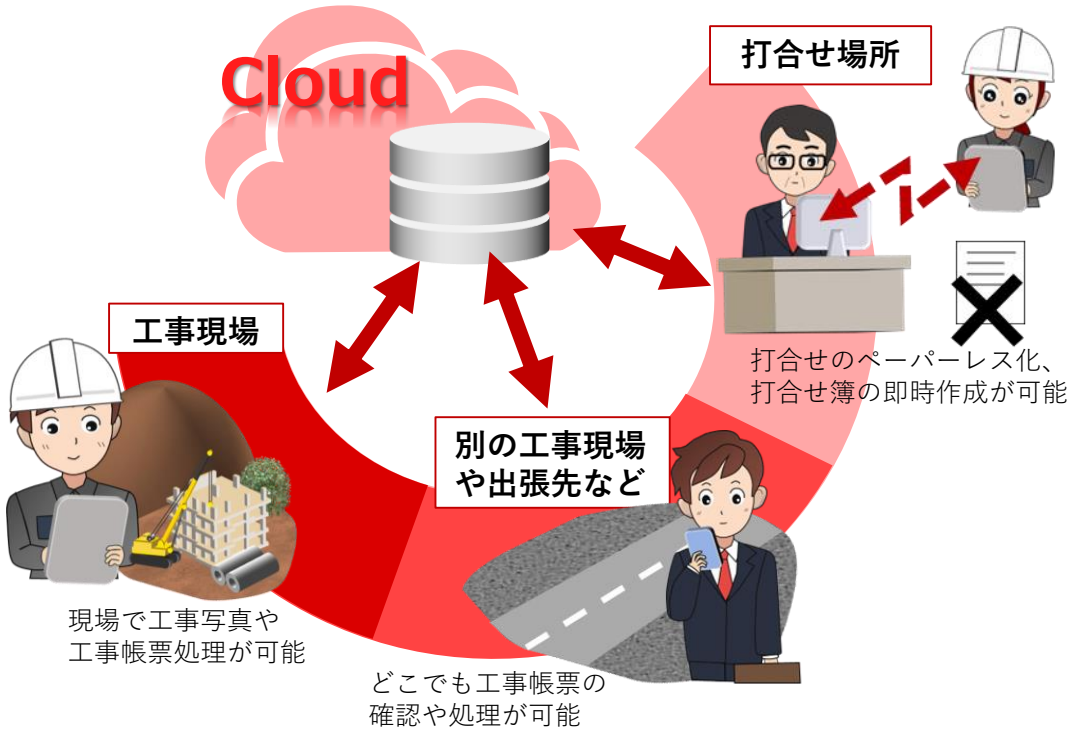 Cloud
打合せ場所
打合せのペーパーレス化、
打合せ簿の即時作成が可能
工事現場
現場で工事写真や
工事帳票処理が可能
別の工事現場
や出張先など
どこでも工事帳票の
確認や処理が可能